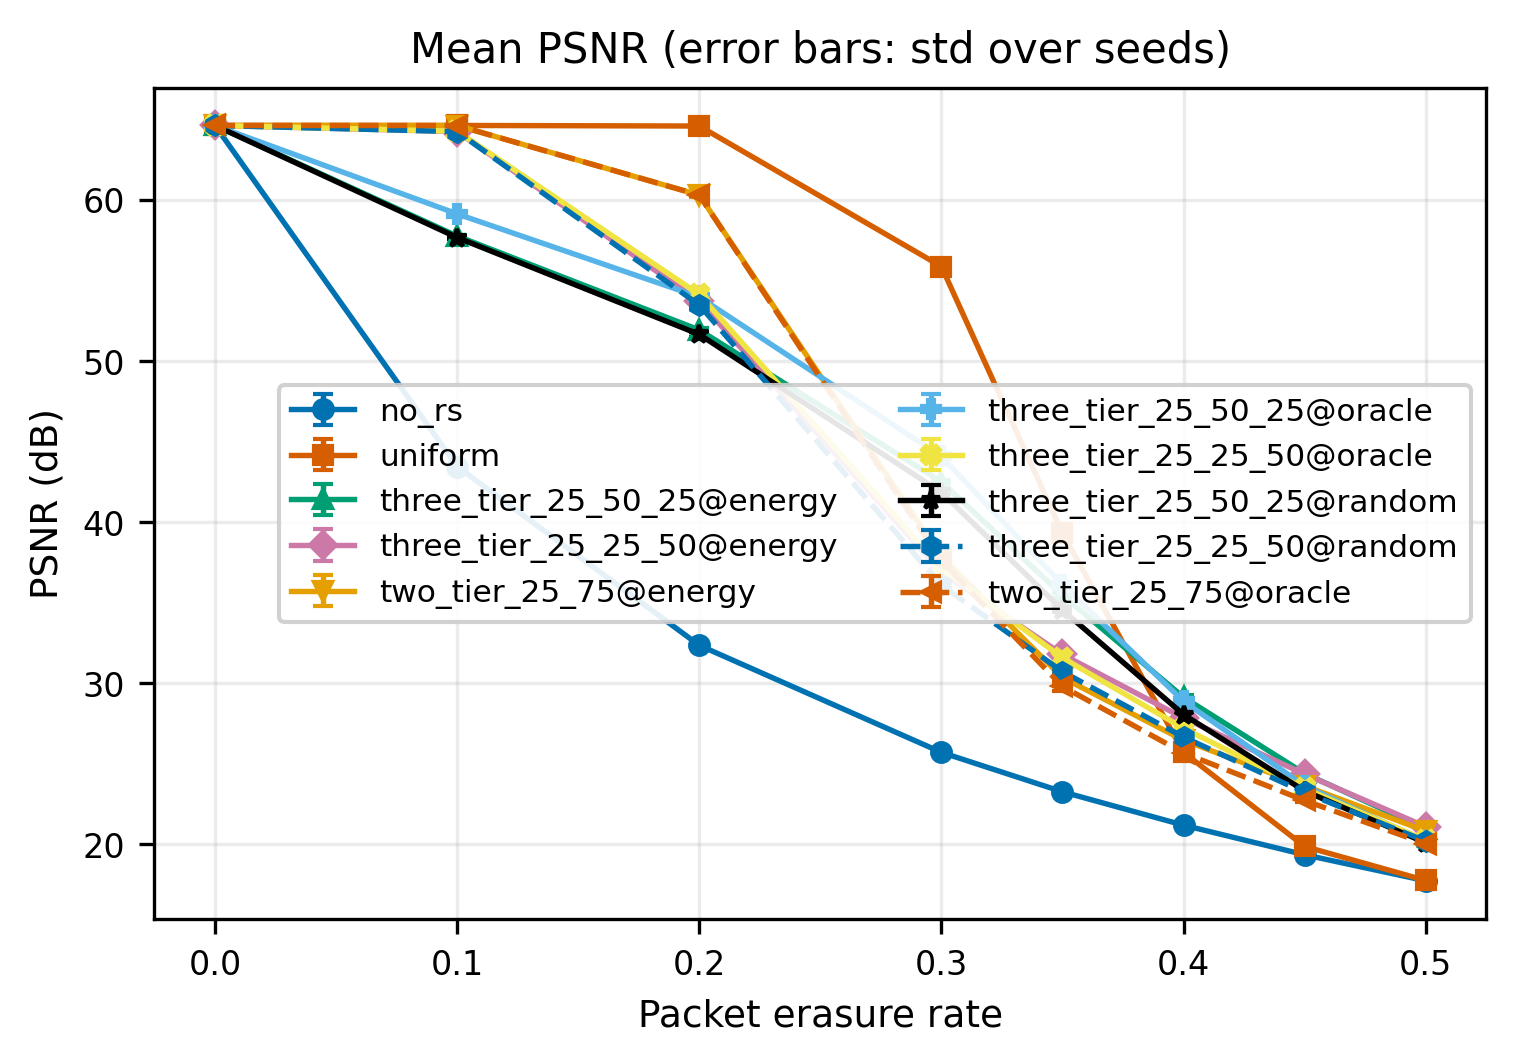 Mean PSNR (error bars: std over seeds)
PSNR (dB)
60
50
40
30
20
no_rs
uniform
three_tier_25_50_25@energy
three_tier_25_25_50@energy
two_tier_25_75@energy
three_tier_25_50_25@oracle
three_tier_25_25_50@oracle
three_tier_25_50_25@random
three_tier_25_25_50@random
two_tier_25_75@oracle
0.0 0.1 0.2 0.3 0.4 0.5
Packet erasure rate